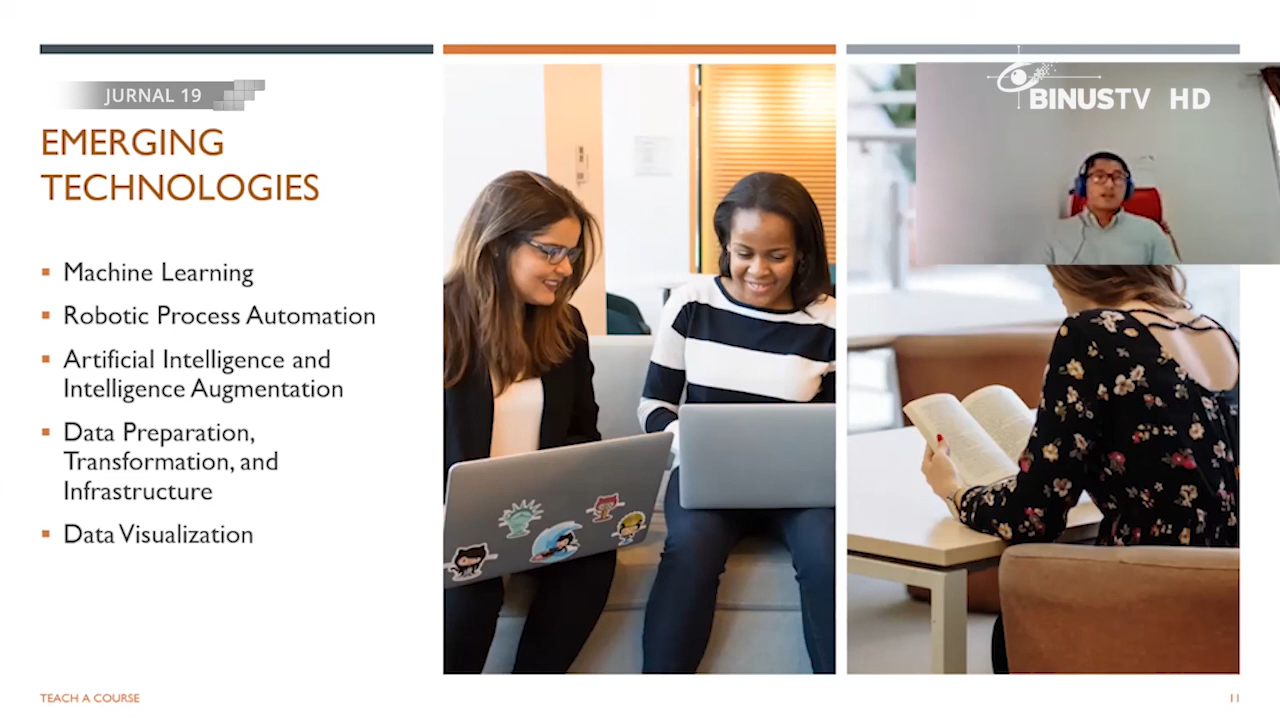 JURNAL 19
BINUSTV HD
EMERGING
TECHNOLOGIES
▪ Machine Learning
▪ Robotic Process Automation
▪ Artificial Intelligence and
Intelligence Augmentation
▪ Data Preparation,
Transformation, and
Infrastructure
▪ Data Visualization
TEACH A COURSE
11